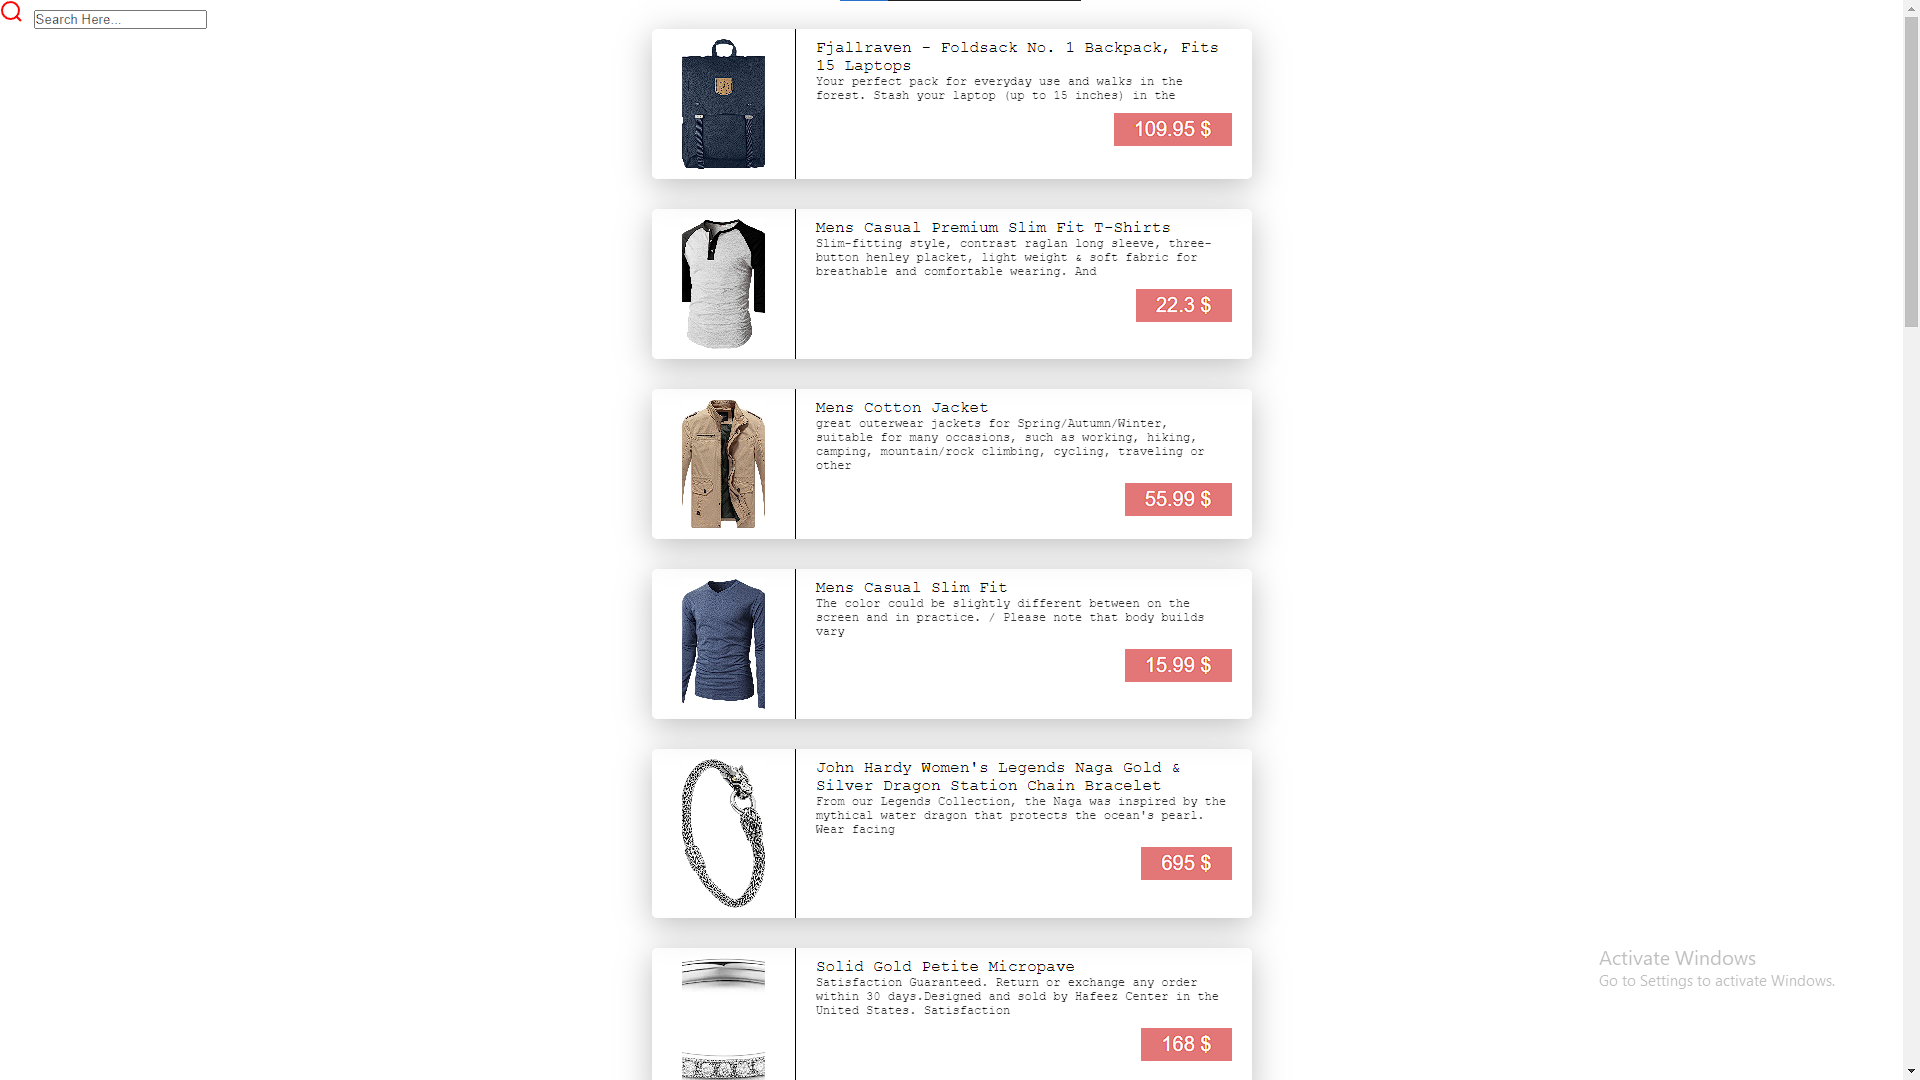 Search Here...
Fjallraven - Foldsack No. 1 Backpack, Fits
15 Laptops
Your perfect pack for everyday use and walks in the
forest. Stash your laptop (up to 15 inches) in the
109.95 $
Mens Casual Premium Slim Fit T-Shirts
Slim-fitting style, contrast raglan long sleeve, three-
button henley placket, light weight & soft fabric for
breathable and comfortable wearing. And
22.3 $
Mens Cotton Jacket
great outerwear jackets for Spring/Autumn/Winter,
suitable for many occasions, such as working, hiking,
camping, mountain/rock climbing, cycling, traveling or
other
55.99 $
Mens Casual Slim Fit
The color could be slightly different between on the
screen and in practice. / Please note that body builds
vary
15.99 $
John Hardy Women's Legends Naga Gold &
Silver Dragon Station Chain Bracelet
From our Legends Collection, the Naga was inspired by the
mythical water dragon that protects the ocean's pearl.
Wear facing
695 $
Solid Gold Petite Micropave
Satisfaction Guaranteed. Return or exchange any order
within 30 days.Designed and sold by Hafeez Center in the
United States. Satisfaction
168 $
Activate Windows
Go to Settings to activate Windows.